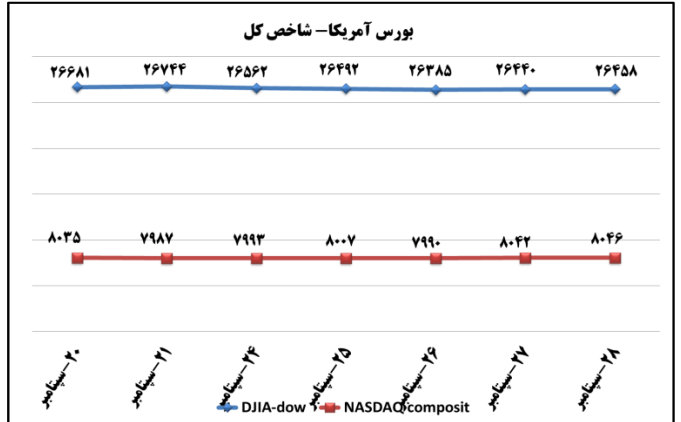 بورس آمریکا– شاخص کل
۲۶۶۸۱ ۲۶۷۴۴ ۲۶۵۶۲ ۲۶۴۹۲ ۲۶۳۸۵ ۲۶۴۴۰ ۲۶۴۵۸
۸۰۳۵ ۷۹۸۷ ۷۹۹۳ ۸۰۰۷ ۷۹۹۰ ۸۰۴۲ ۸۰۴۶
۲۰-سپتامبر ۲۱-سپتامبر ۲۴-سپتامبر ۲۵-سپتامبر ۲۶-سپتامبر ۲۷-سپتامبر ۲۸-سپتامبر
DJIA-dow NASDAQ composit